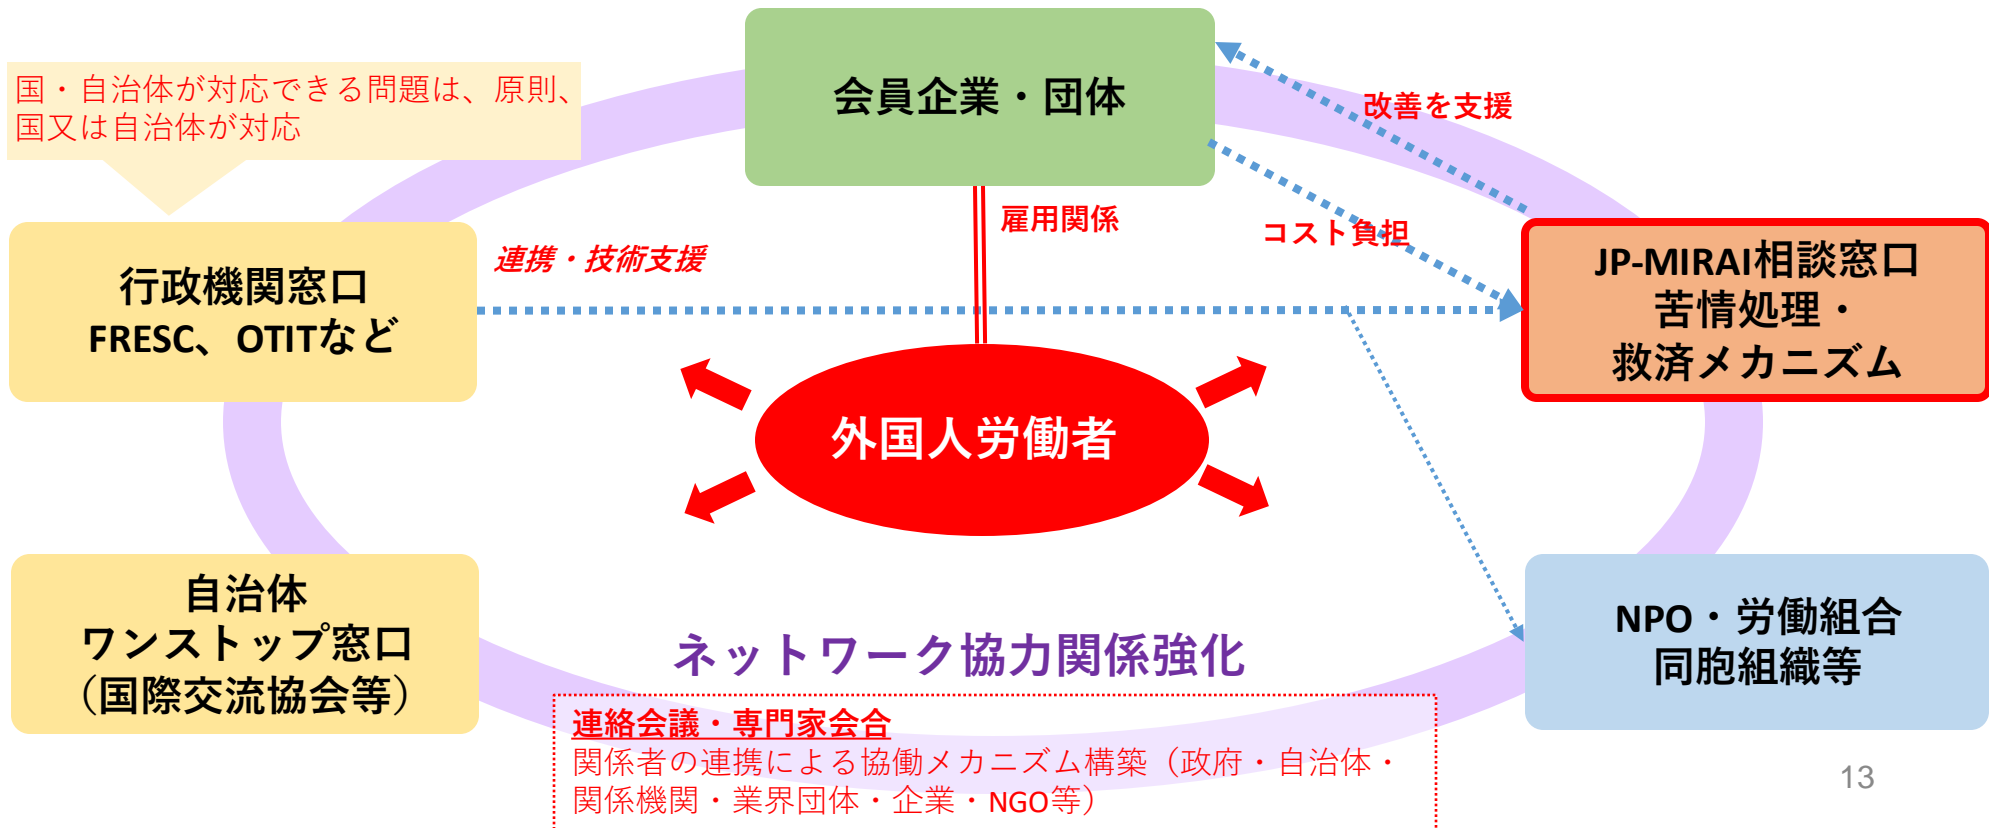 会員企業・団体
国・自治体が対応できる問題は、原則、
国又は自治体が対応
改善を支援
雇用関係
コスト負担
連携・技術支援
行政機関窓口
FRESC、OTITなど
JP-MIRAI相談窓口
苦情処理・
救済メカニズム
外国人労働者
自治体
ワンストップ窓口
（国際交流協会等）
NPO・労働組合
同胞組織等
ネットワーク協力関係強化
連絡会議・専門家会合
関係者の連携による協働メカニズム構築（政府・自治体・
関係機関・業界団体・企業・NGO等）
13